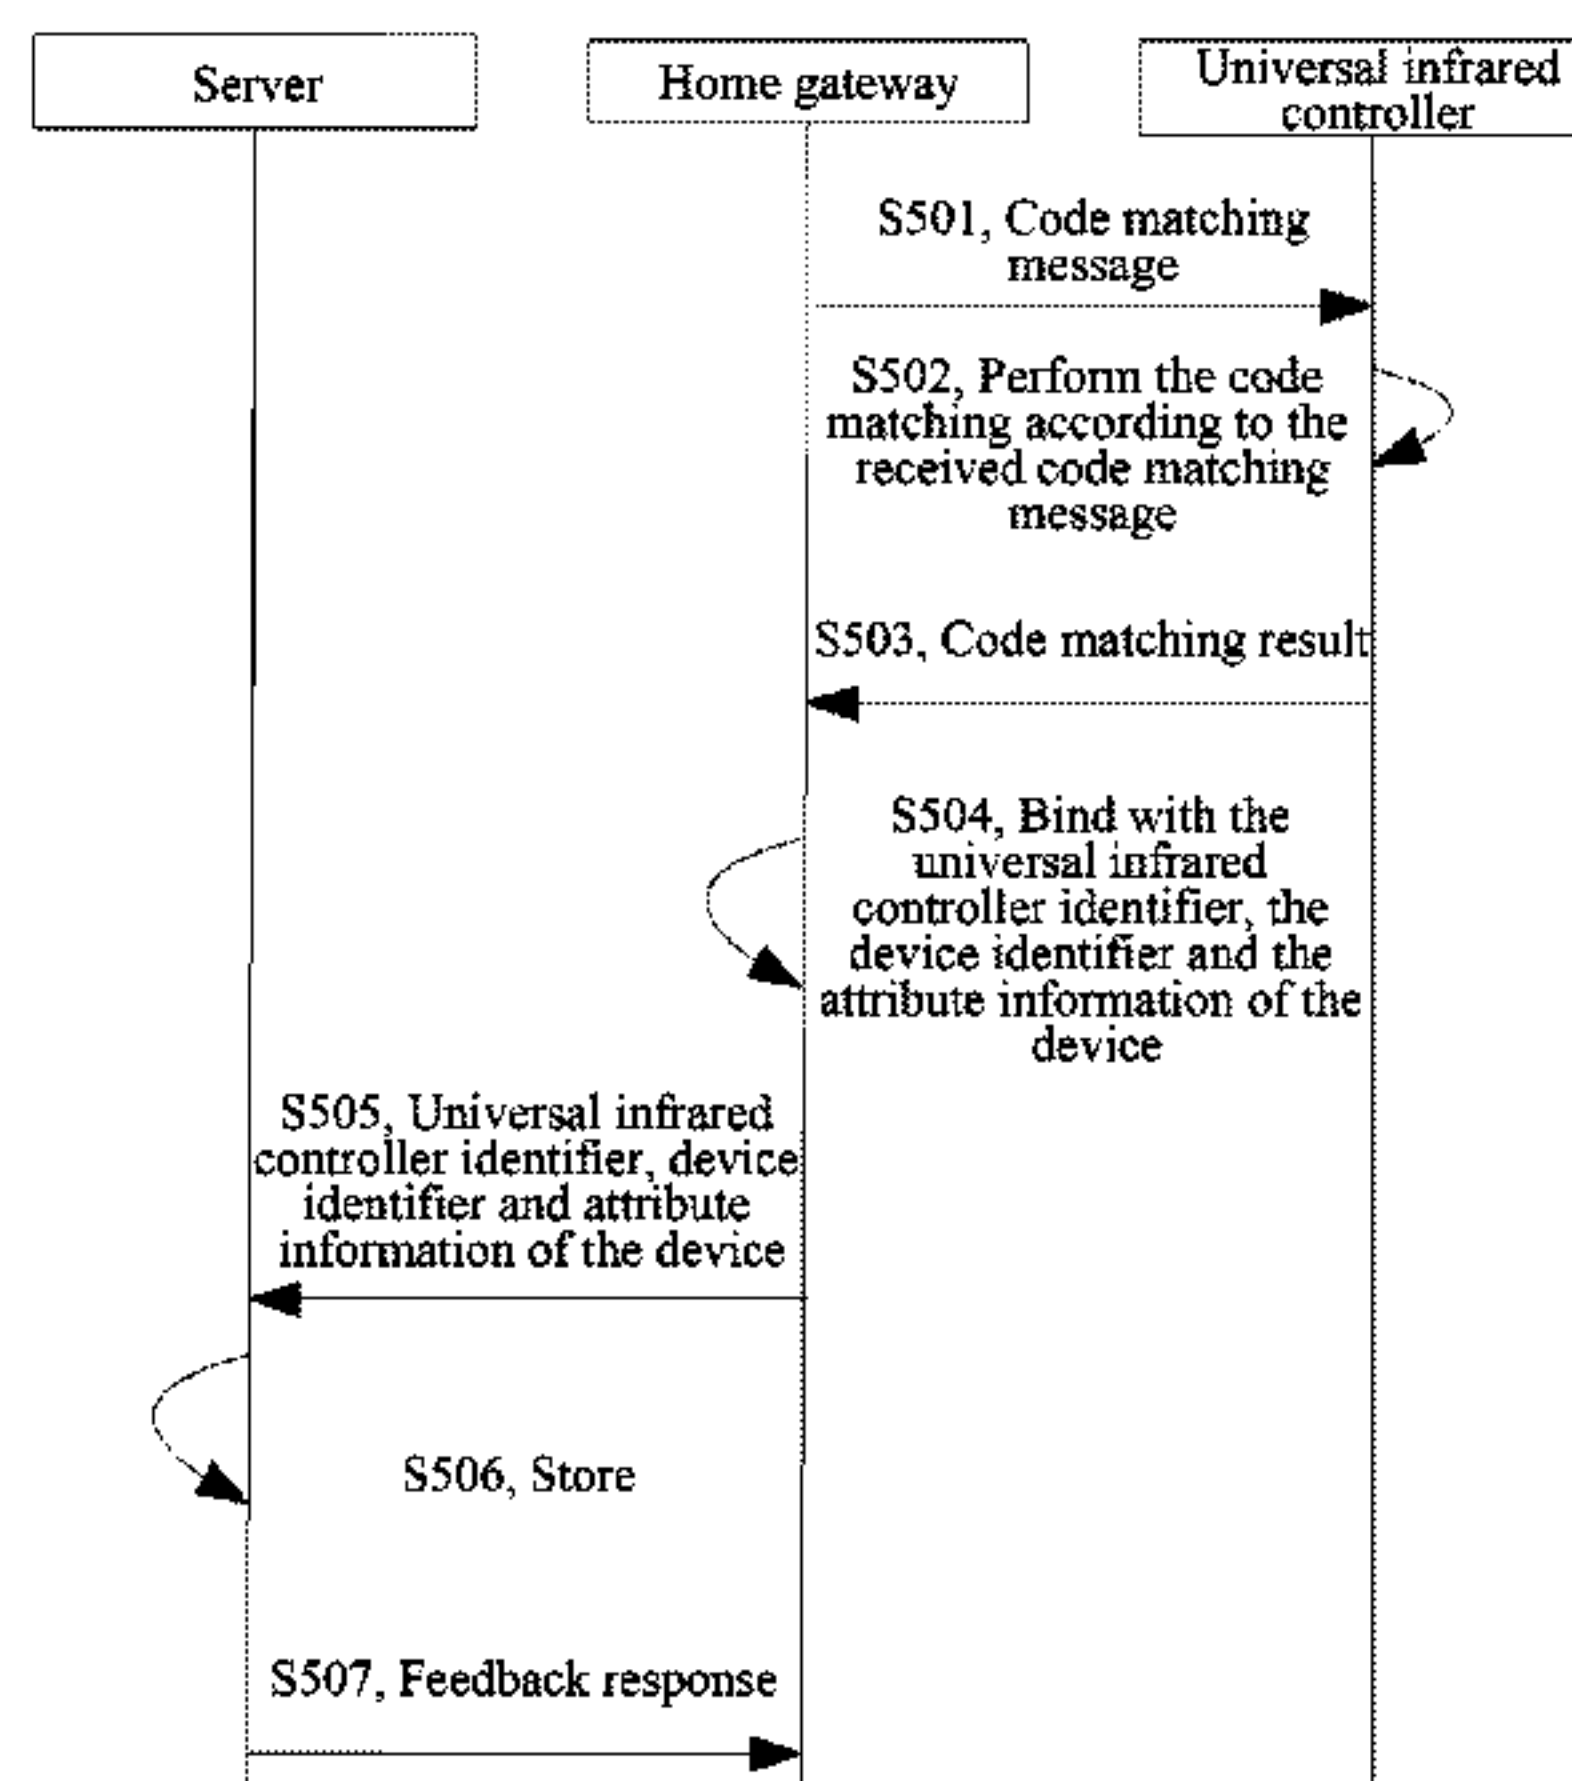 Server
Home gateway
Universal infrared
controller
S501, Code matching
message
S502, Perform the code
matching according to the
received code matching
message
S503, Code matching result
S504, Bind with the
universal infrared
controller identifier, the
device identifier and the
attribute information of the
device
S505, Universal infrared
controller identifier, device
identifier and attribute
information of the device
S506, Store
S507, Feedback response